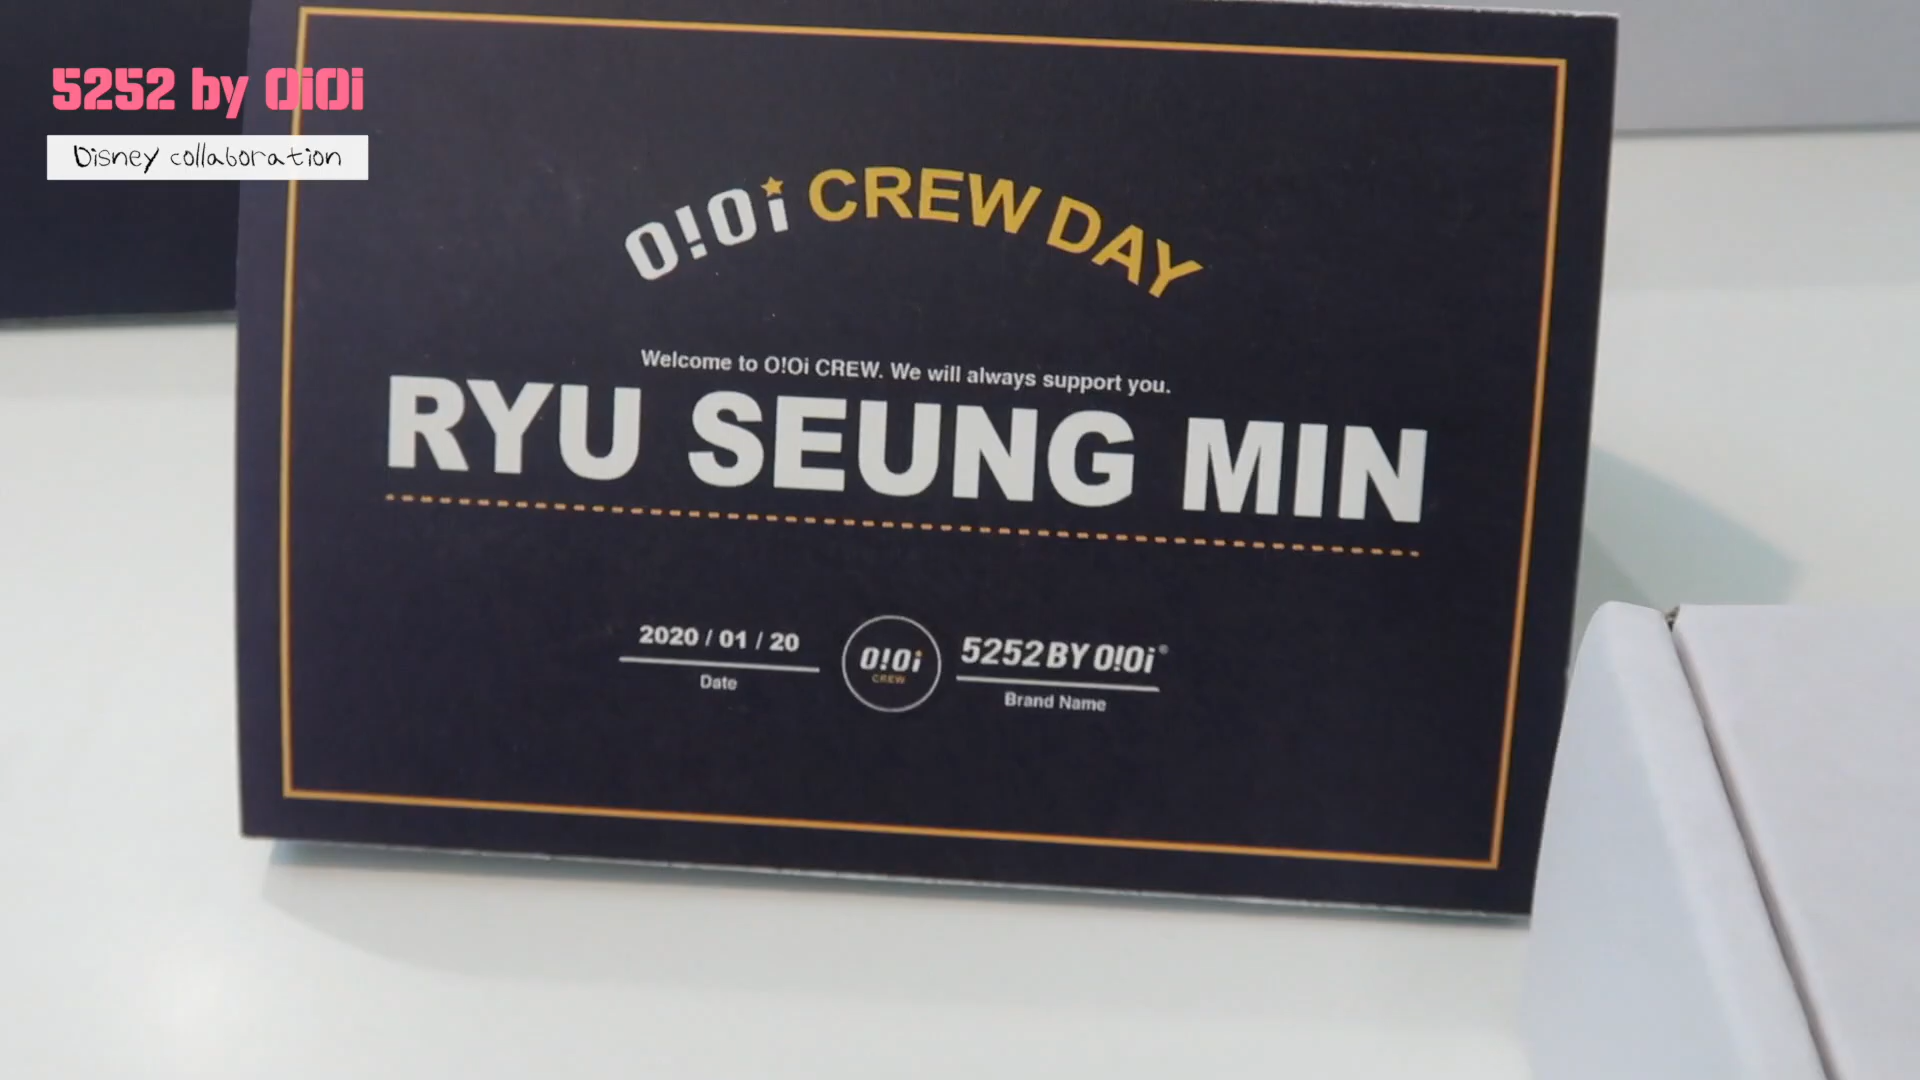 5252 by OiOi
Disney collaboration
O!Oi CREW DAY
Welcome to O!Oi CREW. We will always support you.
RYU SEUNG MIN
2020 / 01 / 20
Date
O!Oi
CREW
5252 BY O!Oi®
Brand Name